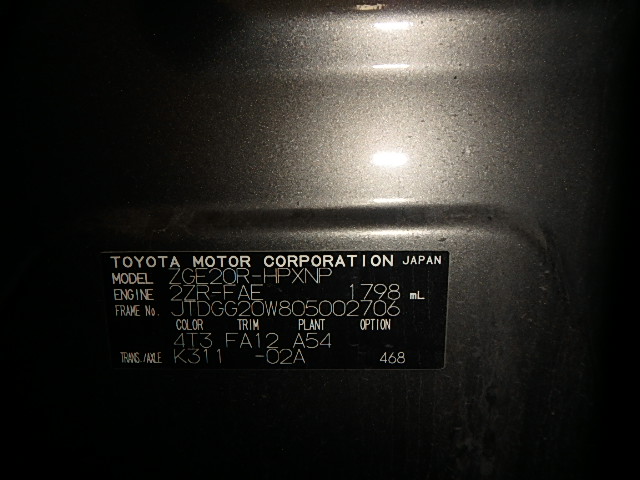 TOYOTA MOTOR CORPORATION JAPAN
MODEL ZGE20R-HPXNP
ENGINE 2ZR-FAE 1798 mL
FRAME No. JTDGG20W805002706
COLOR TRIM PLANT OPTION
4T3 FA12 A54
TRANS./AXLE K311 -02A 468